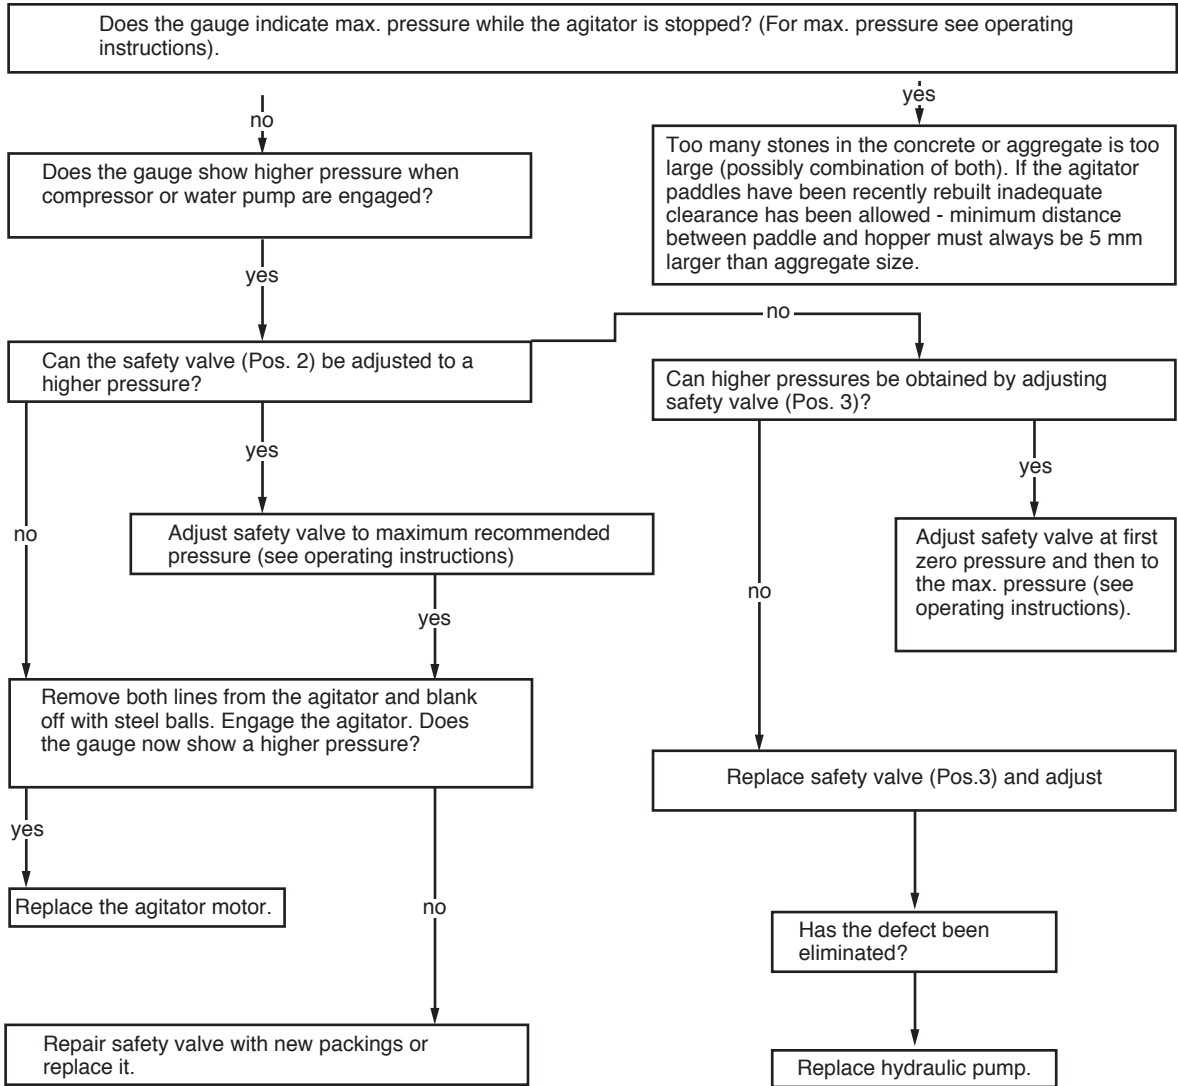 Does the gauge indicate max. pressure while the agitator is stopped? (For max. pressure see operating
instructions).
no
yes
Does the gauge show higher pressure when
compressor or water pump are engaged?
Too many stones in the concrete or aggregate is too
large (possibly combination of both). If the agitator
paddles have been recently rebuilt inadequate
clearance has been allowed - minimum distance
between paddle and hopper must always be 5 mm
larger than aggregate size.
yes
no
Can the safety valve (Pos. 2) be adjusted to a
higher pressure?
Can higher pressures be obtained by adjusting
safety valve (Pos. 3)?
no
yes
no
yes
Adjust safety valve to maximum recommended
pressure (see operating instructions)
Adjust safety valve at first
zero pressure and then to
the max. pressure (see
operating instructions).
yes
Remove both lines from the agitator and blank
off with steel balls. Engage the agitator. Does
the gauge now show a higher pressure?
Replace safety valve (Pos.3) and adjust
yes
no
Replace the agitator motor.
Has the defect been
eliminated?
Repair safety valve with new packings or
replace it.
Replace hydraulic pump.